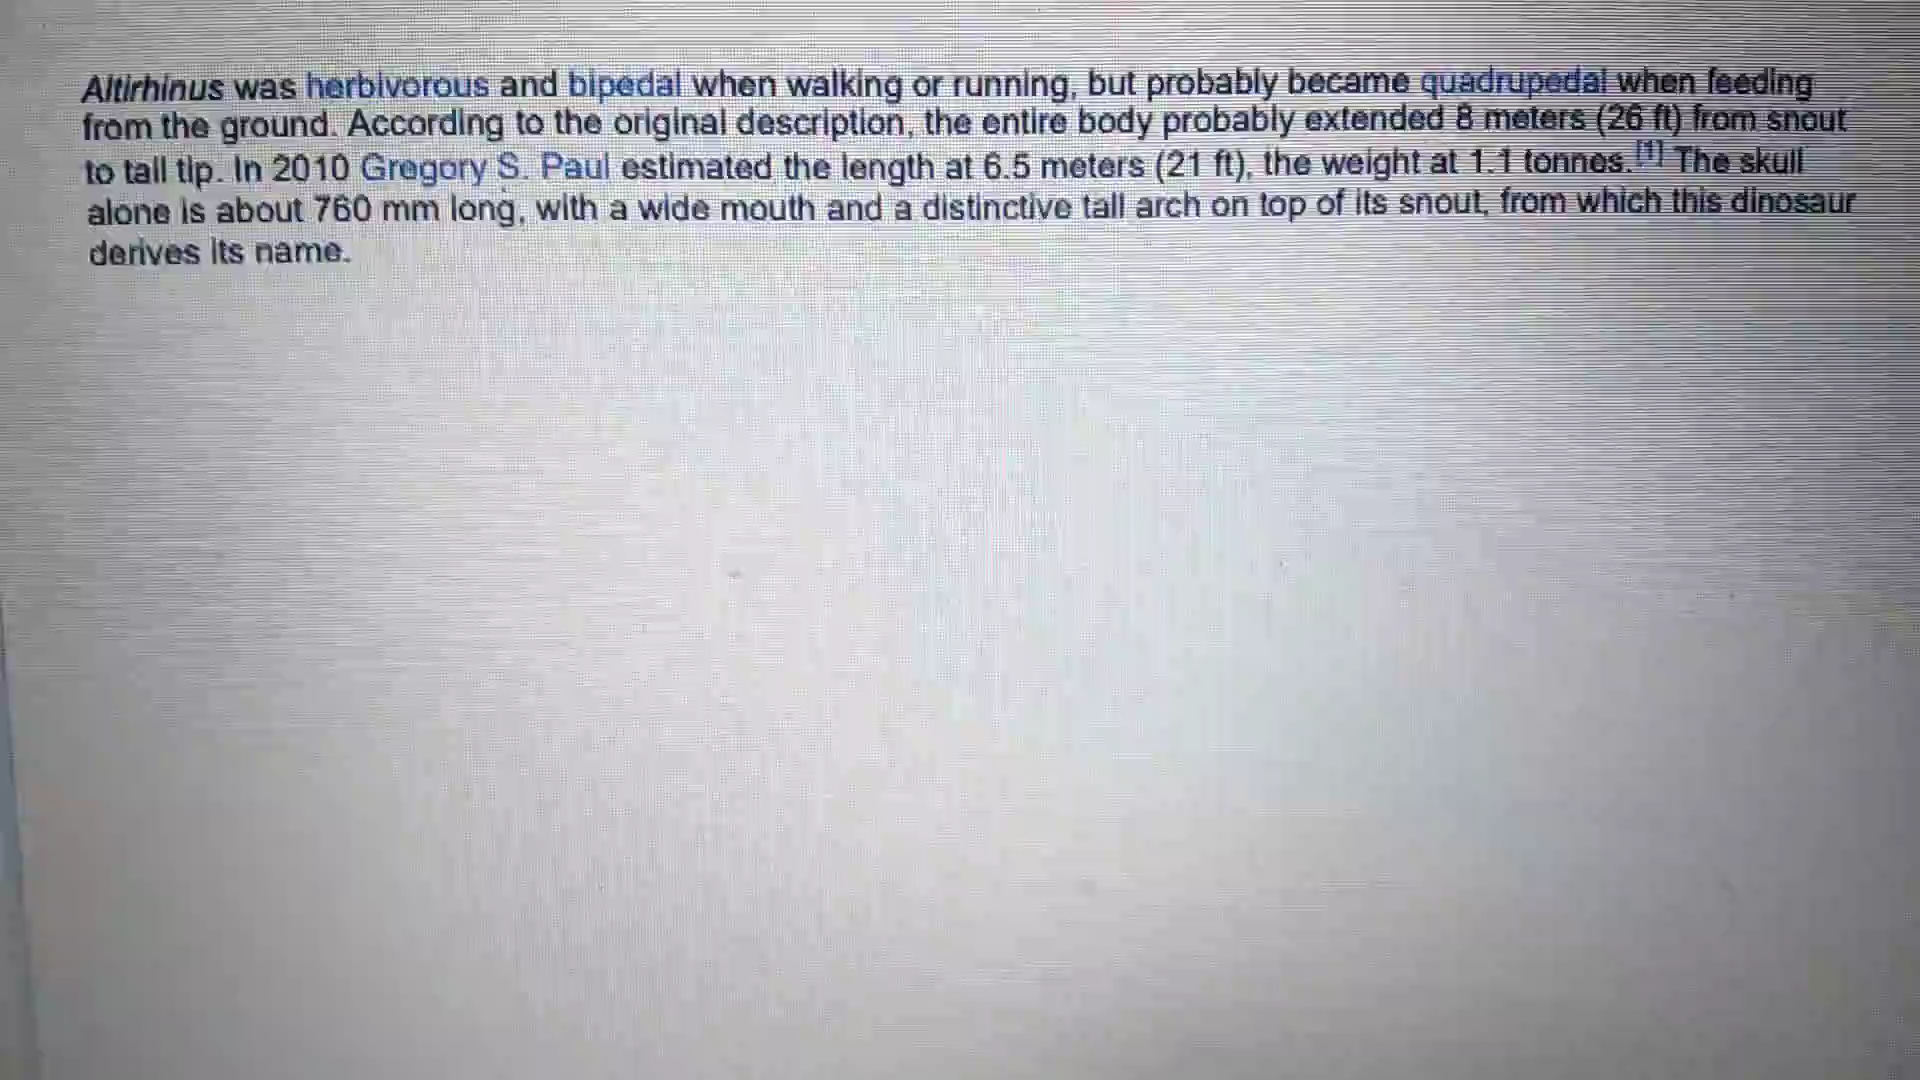 Altirhinus was herbivorous and bipedal when walking or running, but probably became quadrupedal when feeding
from the ground. According to the original description, the entire body probably extended 8 meters (26 ft) from snout
to tail tip. In 2010 Gregory S. Paul estimated the length at 6.5 meters (21 ft), the weight at 1.1 tonnes.[1] The skull
alone is about 760 mm long, with a wide mouth and a distinctive tall arch on top of its snout, from which this dinosaur
derives its name.